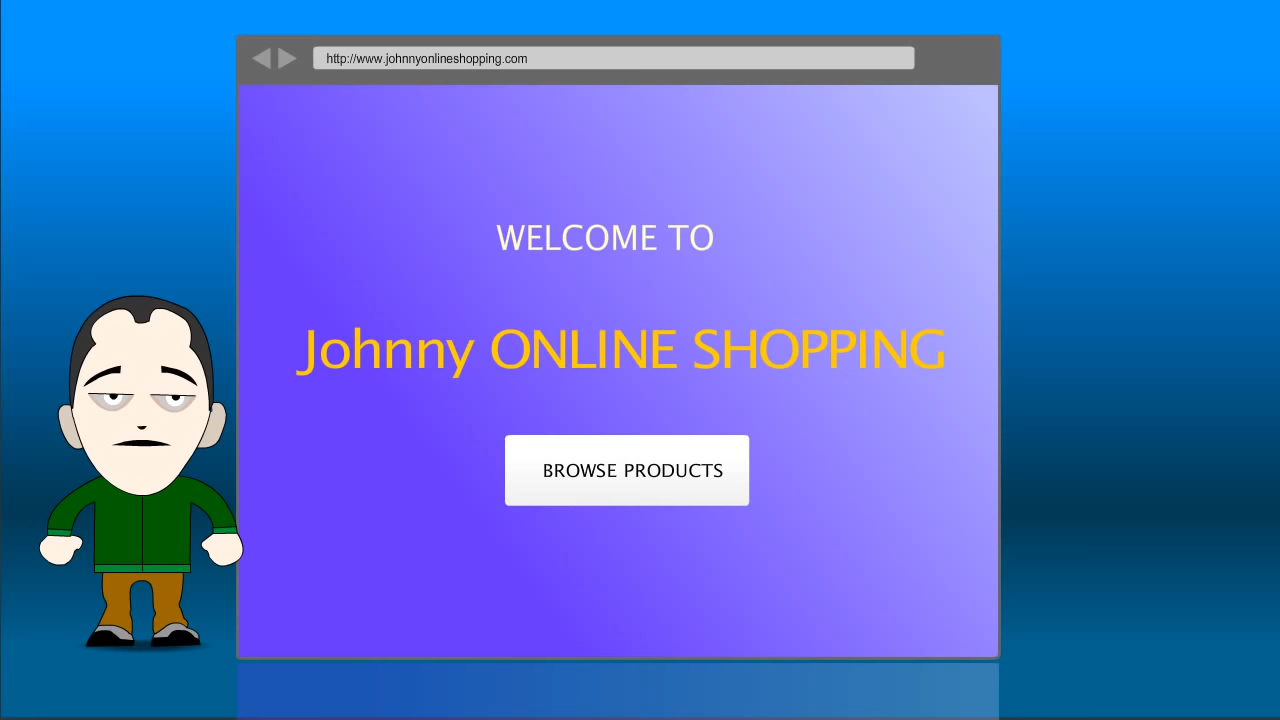 http://www.johnnyonlineshopping.com
WELCOME TO
Johnny ONLINE SHOPPING
BROWSE PRODUCTS